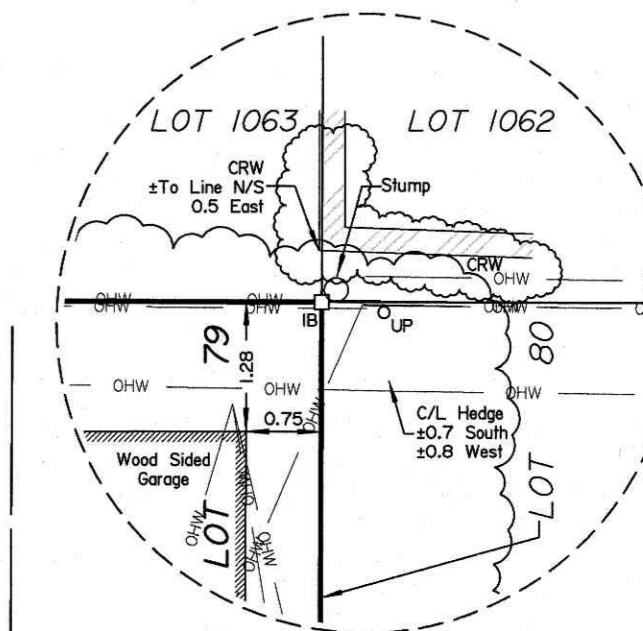 LOT 1063
LOT 1062
CRW
±To Line N/S
0.5 East
Stump
CRW
OHW
OHW
OHW
OHW
IB
UP
79
1.28
80
OHW
OHW
OHW
0.75
C/L Hedge
±0.7 South
±0.8 West
Wood Sided
Garage
LOT
LOT
OHW
OHW
OHW
OHW